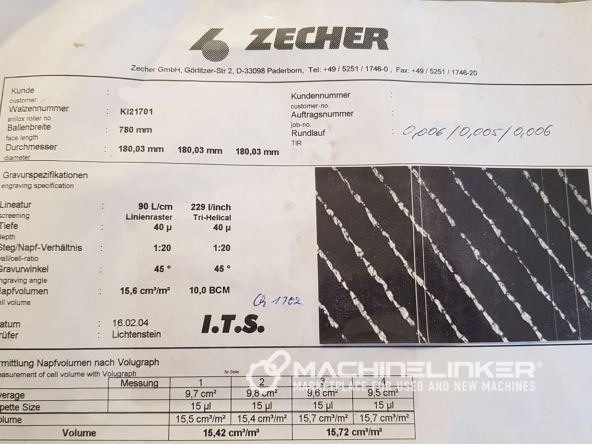 ZECHER
Zecher GmbH, Görlitzer-Str 2, D-33098 Paderborn, Tel: +49 / 5251 / 1746-0 , Fax: +49 / 5251 / 1746-20
Kunde :
customer
Walzennummer : KI21701
anilox roller no.
Ballenbreite : 780 mm
face length
Durchmesser : 180,03 mm 180,03 mm 180,03 mm
diameter
Kundennummer :
customer-no.
Auftragsnummer :
job-no.
Rundlauf : 0,006/0,005/0,006
TIR
Gravurspezifikationen
engraving specification
Lineatur 90 L/cm 229 l/inch
screening Linienraster Tri-Helical
Tiefe 40 µ 40 µ
depth
Steg/Napf-Verhältnis 1:20 1:20
wall/cell-ratio
Gravurwinkel 45 ° 45 °
engraving angle
Napfvolumen 15,6 cm³/m² 10,0 BCM
cell volume
1702
Datum : 16.02.04
Prüfer : Lichtenstein
I.T.S.
ermittlung Napfvolumen nach Volugraph
measurement of cell volume with Volugraph
Messung 1 2 3 4
verage 9,7 cm² 9,8 cm² 9,6 cm² 9,5 cm²
pette Size 15 µl 15 µl 15 µl 15 µl
olume 15,5 cm³/m² 15,4 cm³/m² 15,7 cm³/m² 15,7 cm³/m²
Volume 15,42 cm³/m² 15,72 cm³/m²
MACHINELINKER
MARKETPLACE FOR USED AND NEW MACHINES